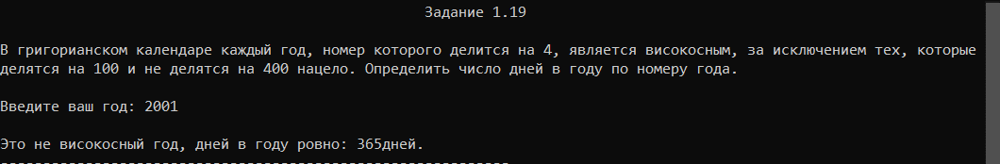 Задание 1.19
В григорианском календаре каждый год, номер которого делится на 4, является високосным, за исключением тех, которые
делятся на 100 и не делятся на 400 нацело. Определить число дней в году по номеру года.
Введите ваш год: 2001
Это не високосный год, дней в году ровно: 365дней.
------------------------------------------------------------